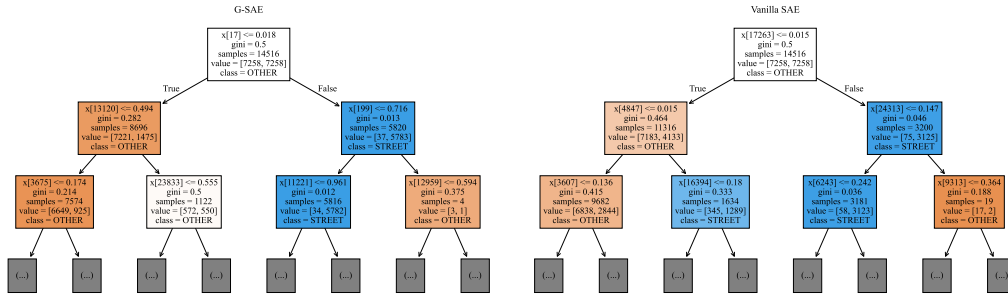 G-SAE
x[17] <= 0.018
gini = 0.5
samples = 14516
value = [7258, 7258]
class = OTHER
True
False
x[13120] <= 0.494
gini = 0.282
samples = 8696
value = [7221, 1475]
class = OTHER
x[199] <= 0.716
gini = 0.013
samples = 5820
value = [37, 5783]
class = STREET
x[3675] <= 0.174
gini = 0.214
samples = 7574
value = [6649, 925]
class = OTHER
x[23833] <= 0.555
gini = 0.5
samples = 1122
value = [572, 550]
class = OTHER
x[11221] <= 0.961
gini = 0.012
samples = 5816
value = [34, 5782]
class = STREET
x[12959] <= 0.594
gini = 0.375
samples = 4
value = [3, 1]
class = OTHER
(...)
(...)
(...)
(...)
(...)
(...)
(...)
(...)
Vanilla SAE
x[17263] <= 0.015
gini = 0.5
samples = 14516
value = [7258, 7258]
class = OTHER
True
False
x[4847] <= 0.015
gini = 0.464
samples = 11316
value = [7183, 4133]
class = OTHER
x[24313] <= 0.147
gini = 0.046
samples = 3200
value = [75, 3125]
class = STREET
x[3607] <= 0.136
gini = 0.415
samples = 9682
value = [6838, 2844]
class = OTHER
x[16394] <= 0.18
gini = 0.333
samples = 1634
value = [345, 1289]
class = STREET
x[6243] <= 0.242
gini = 0.036
samples = 3181
value = [58, 3123]
class = STREET
x[9313] <= 0.364
gini = 0.188
samples = 19
value = [17, 2]
class = OTHER
(...)
(...)
(...)
(...)
(...)
(...)
(...)
(...)